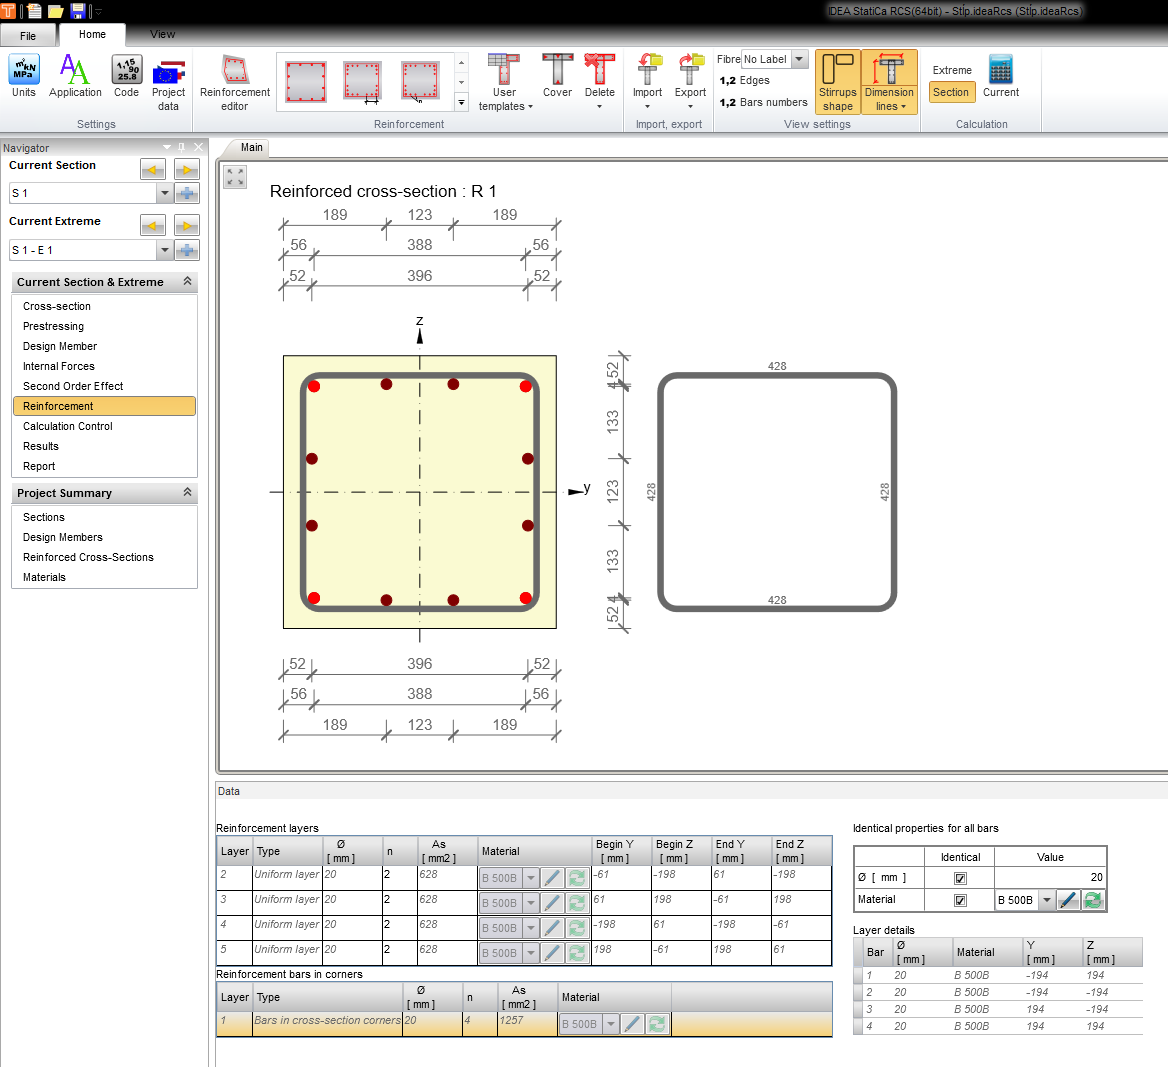 IDEA StatiCa RCS(64bit) - Stlp.ideaRcs (Stlp.ideaRcs)
File Home View
Units Application Code Project data
Settings
Reinforcement editor
User templates Cover Delete
Reinforcement
Import Export
Import, export
Fibre No Label
1,2 Edges
1,2 Bars numbers
Stirrups shape Dimension lines
View settings
Extreme
Section
Current
Calculation
Navigator
Current Section
S 1
Current Extreme
S 1 - E 1
Current Section & Extreme
Cross-section
Prestressing
Design Member
Internal Forces
Second Order Effect
Reinforcement
Calculation Control
Results
Report
Project Summary
Sections
Design Members
Reinforced Cross-Sections
Materials
Main
Reinforced cross-section : R 1
189 123 189
56 388 56
52 396 52
z
y
52
4
133
123
133
4
52
428
428
428
428
52 396 52
56 388 56
189 123 189
Data
Reinforcement layers
Layer Type Ø [ mm ] n As [ mm2 ] Material Begin Y [ mm ] Begin Z [ mm ] End Y [ mm ] End Z [ mm ]
2 Uniform layer 20 2 628 B 500B -61 -198 61 -198
3 Uniform layer 20 2 628 B 500B 61 198 -61 198
4 Uniform layer 20 2 628 B 500B -198 61 -198 -61
5 Uniform layer 20 2 628 B 500B 198 -61 198 61
Reinforcement bars in corners
Layer Type Ø [ mm ] n As [ mm2 ] Material
1 Bars in cross-section corners 20 4 1257 B 500B
Identical properties for all bars
Identical Value
Ø [ mm ] 20
Material B 500B
Layer details
Bar Ø [ mm ] Material Y [ mm ] Z [ mm ]
1 20 B 500B -194 194
2 20 B 500B -194 -194
3 20 B 500B 194 -194
4 20 B 500B 194 194